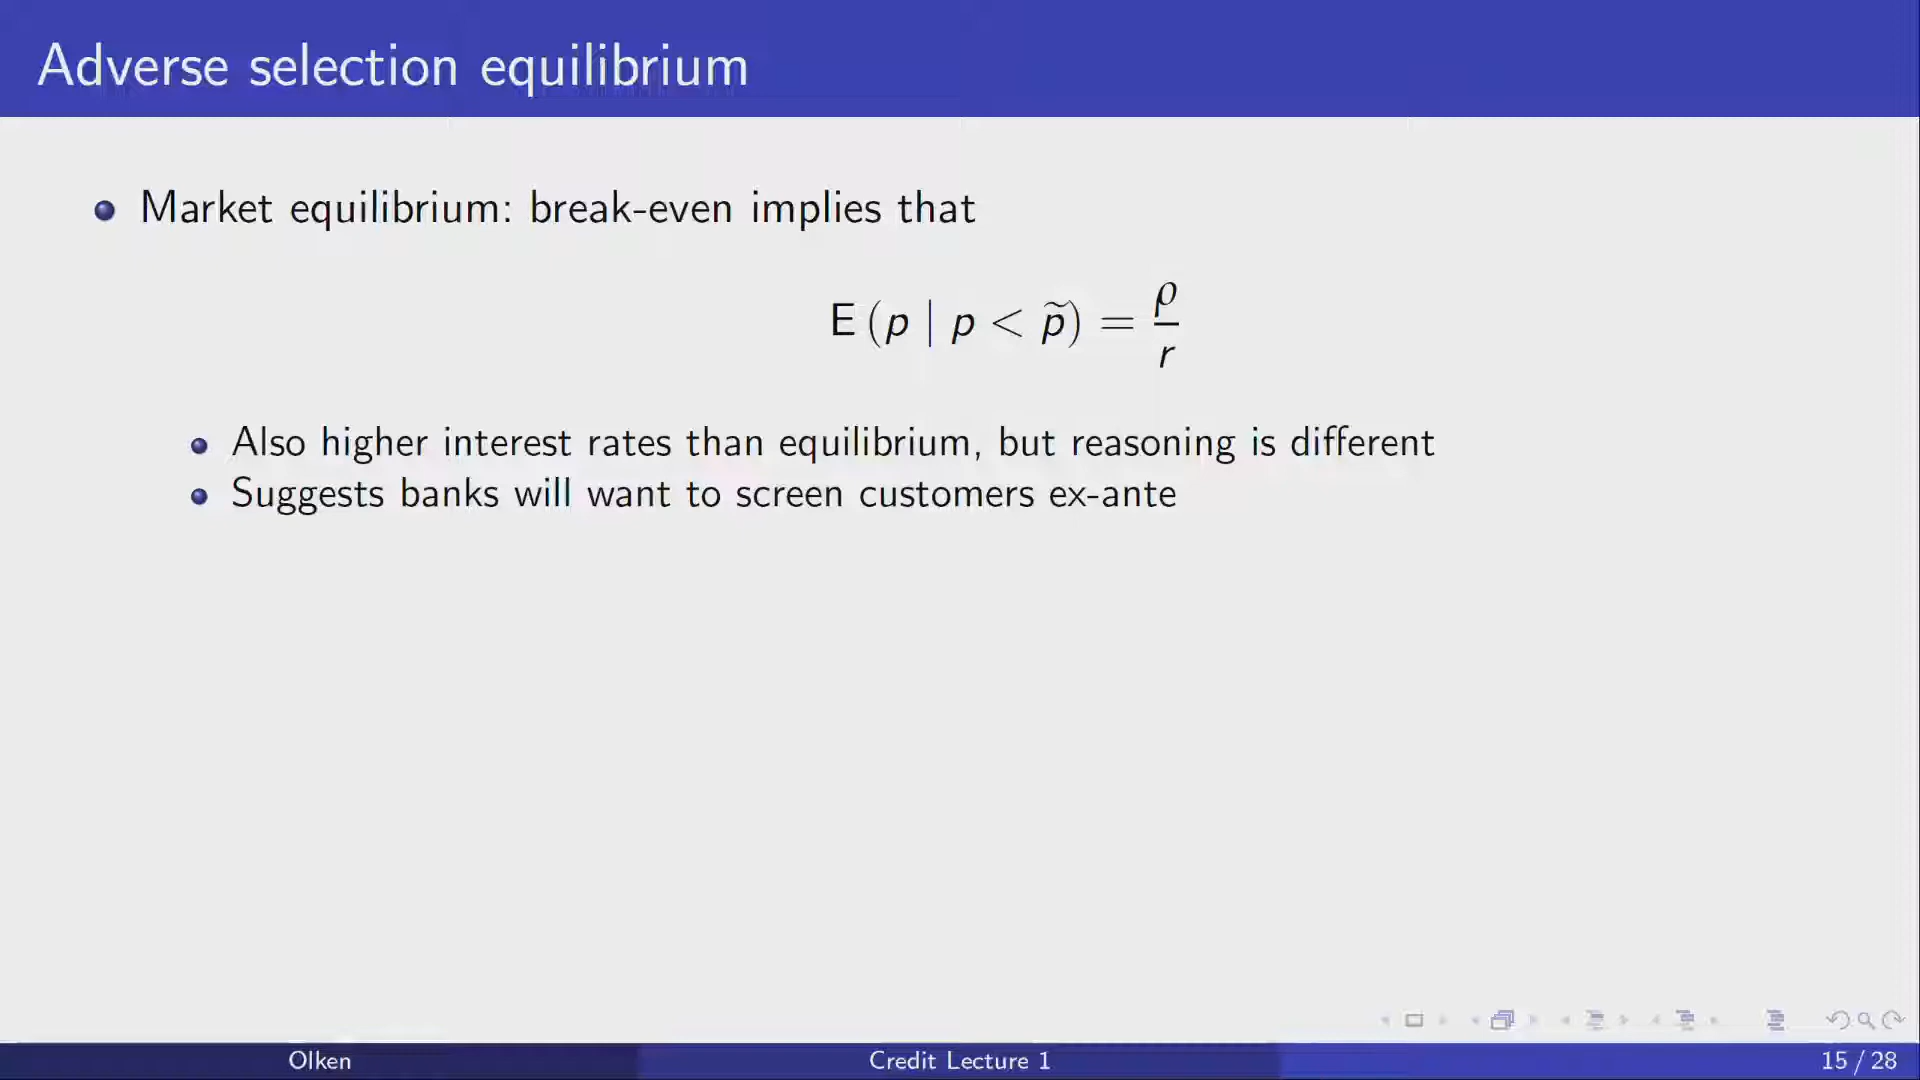 Adverse selection equilibrium
Market equilibrium: break-even implies that
E (p | p < p̃) = ρ/r
Also higher interest rates than equilibrium, but reasoning is different
Suggests banks will want to screen customers ex-ante
Olken
Credit Lecture 1
15 / 28